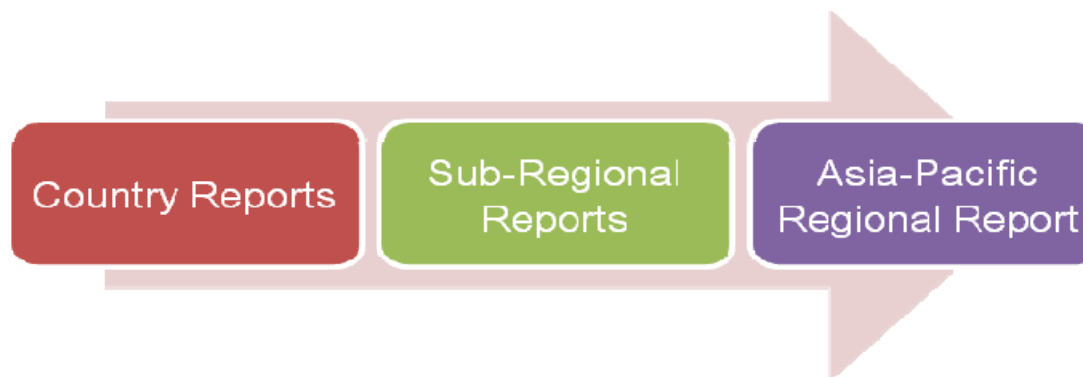 Country Reports
Sub-Regional
Reports
Asia-Pacific
Regional Report